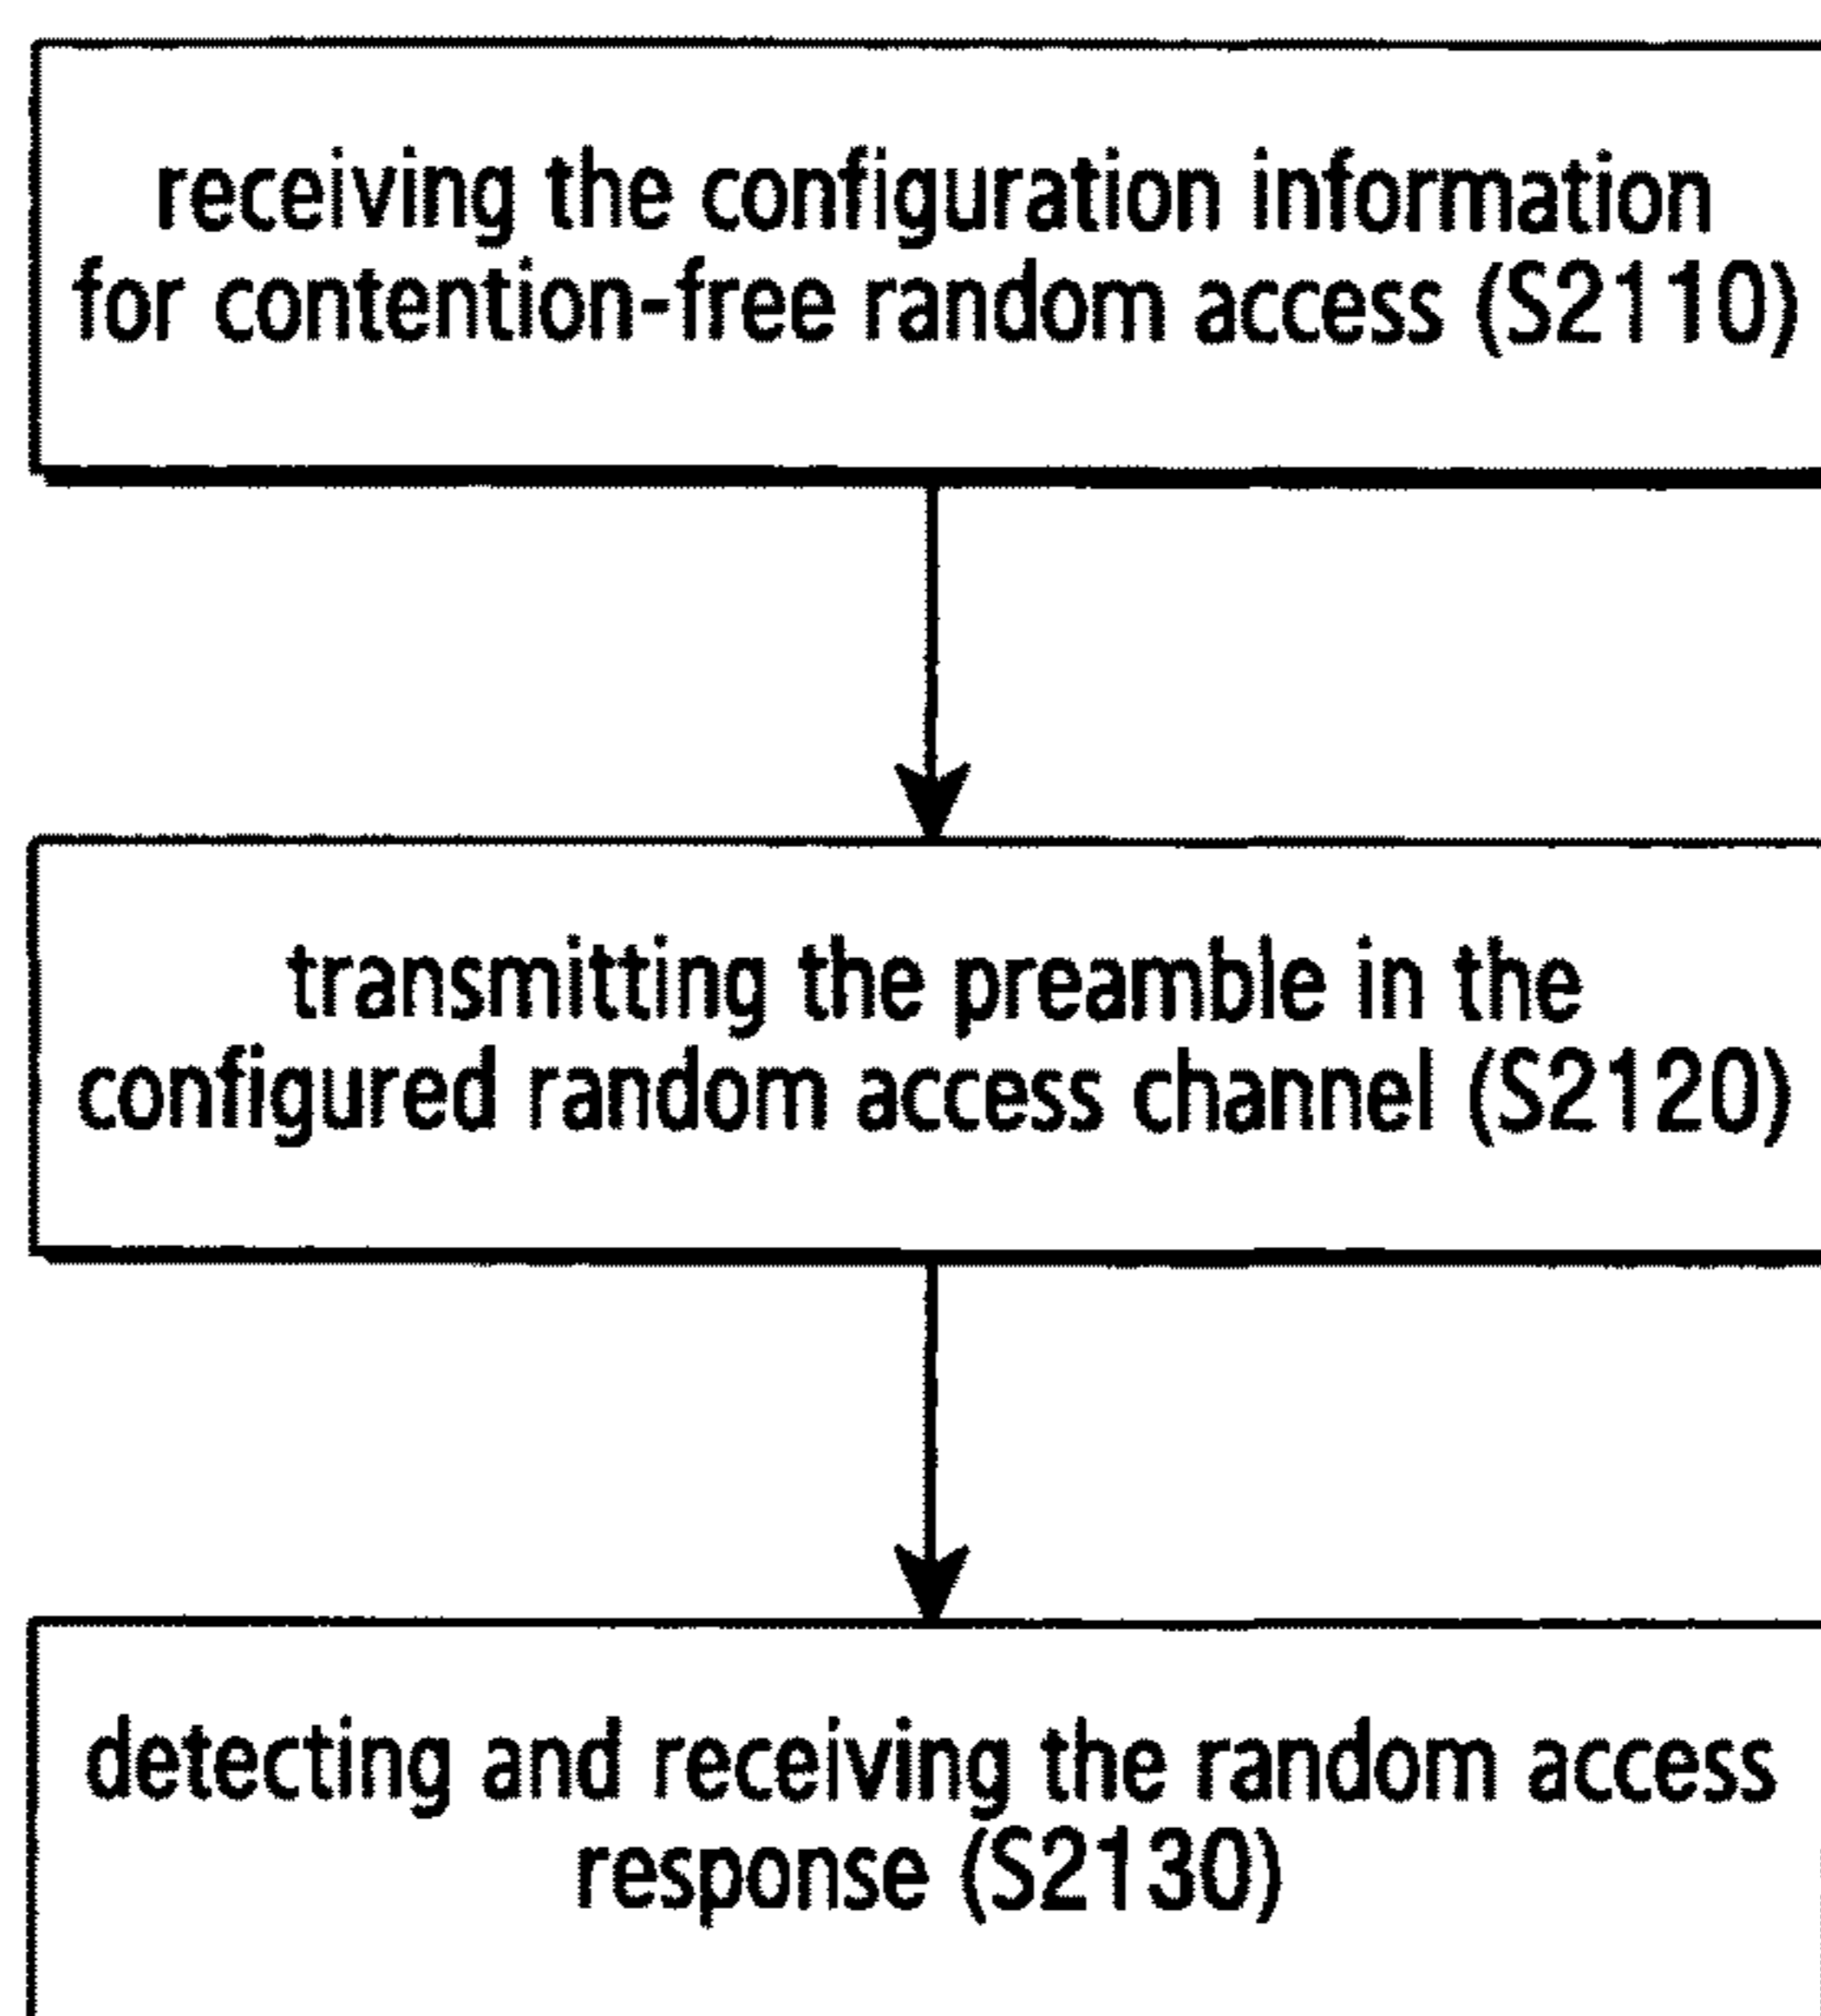 receiving the configuration information
for contention-free random access (S2110)
transmitting the preamble in the
configured random access channel (S2120)
detecting and receiving the random access
response (S2130)